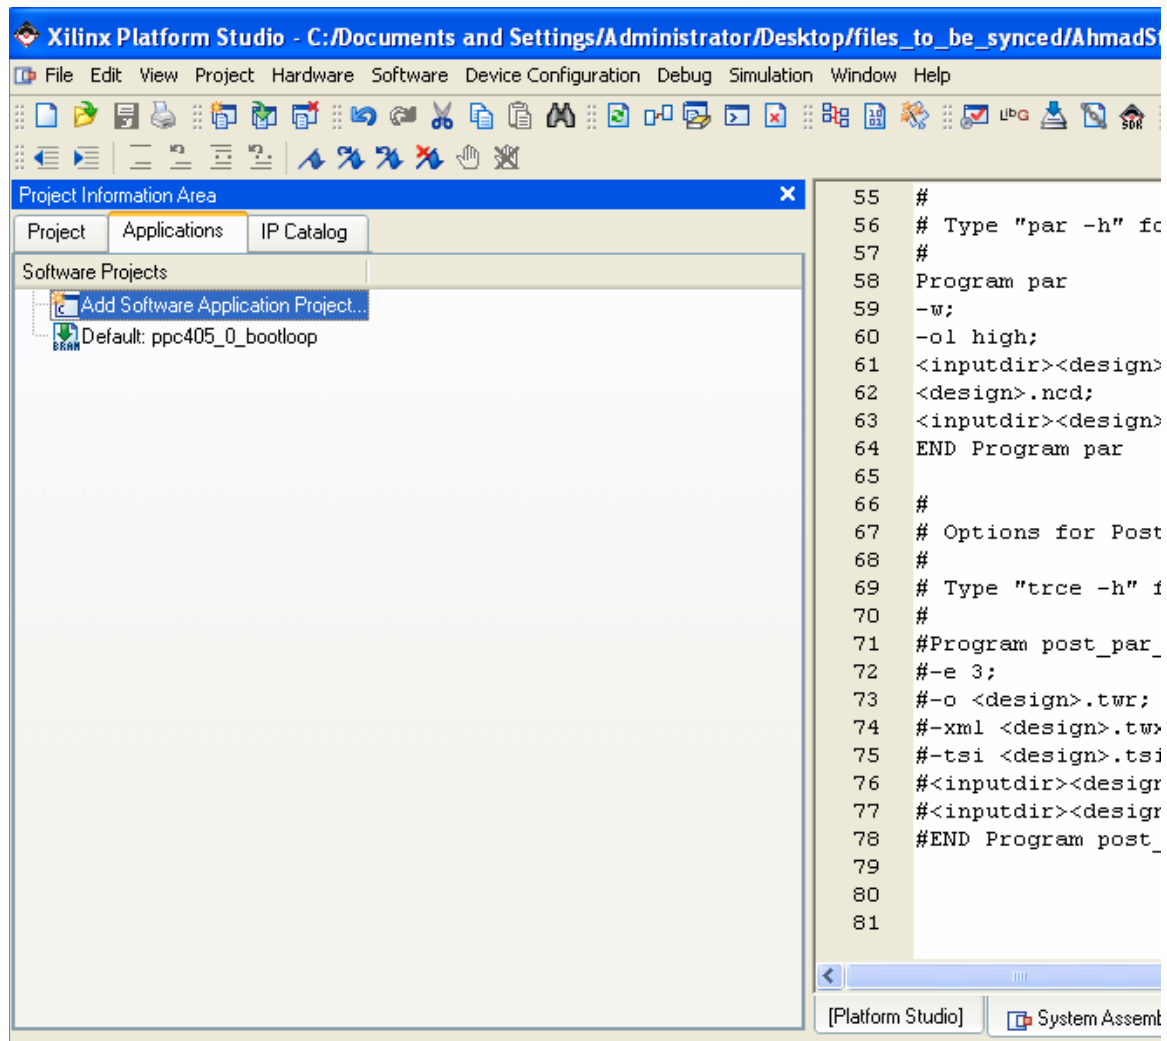 Xilinx Platform Studio - C:/Documents and Settings/Administrator/Desktop/files_to_be_synced/AhmadSt
File Edit View Project Hardware Software Device Configuration Debug Simulation Window Help
Project Information Area
Project Applications IP Catalog
Software Projects
Add Software Application Project...
BRAM Default: ppc405_0_bootloop
55 #
56 # Type "par -h" fo
57 #
58 Program par
59 -w;
60 -ol high;
61 <inputdir><design>
62 <design>.ncd;
63 <inputdir><design>
64 END Program par
65
66 #
67 # Options for Post
68 #
69 # Type "trce -h" f
70 #
71 #Program post_par_
72 #-e 3;
73 #-o <design>.twr;
74 #-xml <design>.twx
75 #-tsi <design>.tsi
76 #<inputdir><design
77 #<inputdir><design
78 #END Program post_
79
80
81
[Platform Studio] System Assemb